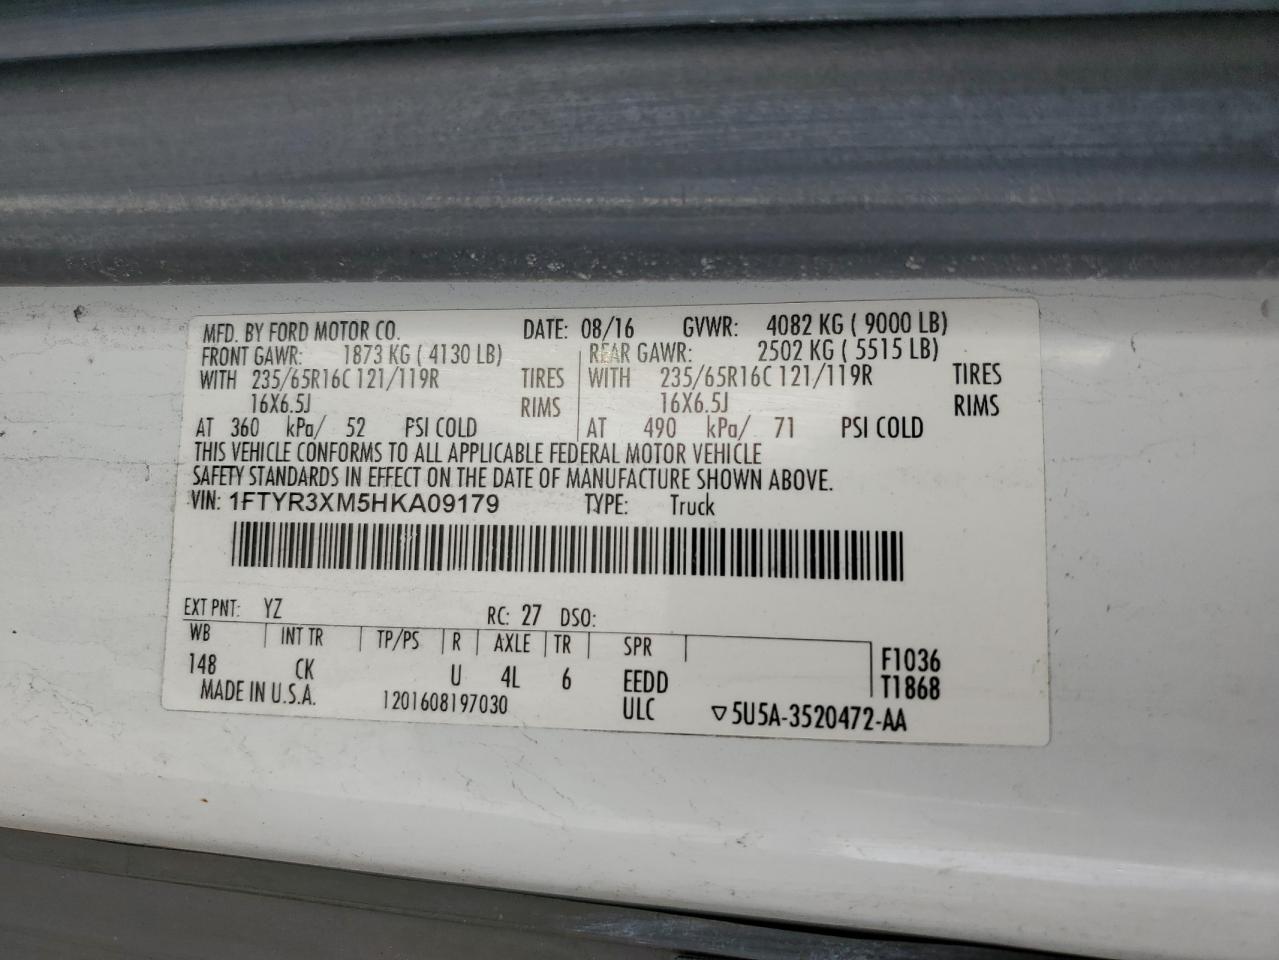 MFD. BY FORD MOTOR CO. DATE: 08/16 GVWR: 4082 KG ( 9000 LB)
FRONT GAWR: 1873 KG ( 4130 LB) REAR GAWR: 2502 KG ( 5515 LB)
WITH 235/65R16C 121/119R TIRES WITH 235/65R16C 121/119R TIRES
16X6.5J RIMS 16X6.5J RIMS
AT 360 kPa/ 52 PSI COLD AT 490 kPa/ 71 PSI COLD
THIS VEHICLE CONFORMS TO ALL APPLICABLE FEDERAL MOTOR VEHICLE
SAFETY STANDARDS IN EFFECT ON THE DATE OF MANUFACTURE SHOWN ABOVE.
VIN: 1FTYR3XM5HKA09179 TYPE: Truck
EXT PNT: YZ RC: 27 DSO:
WB INT TR TP/PS R AXLE TR SPR
148 CK U 4L 6 EEDD F1036
T1868
MADE IN U.S.A. 1201608197030 ULC ▽5U5A-3520472-AA